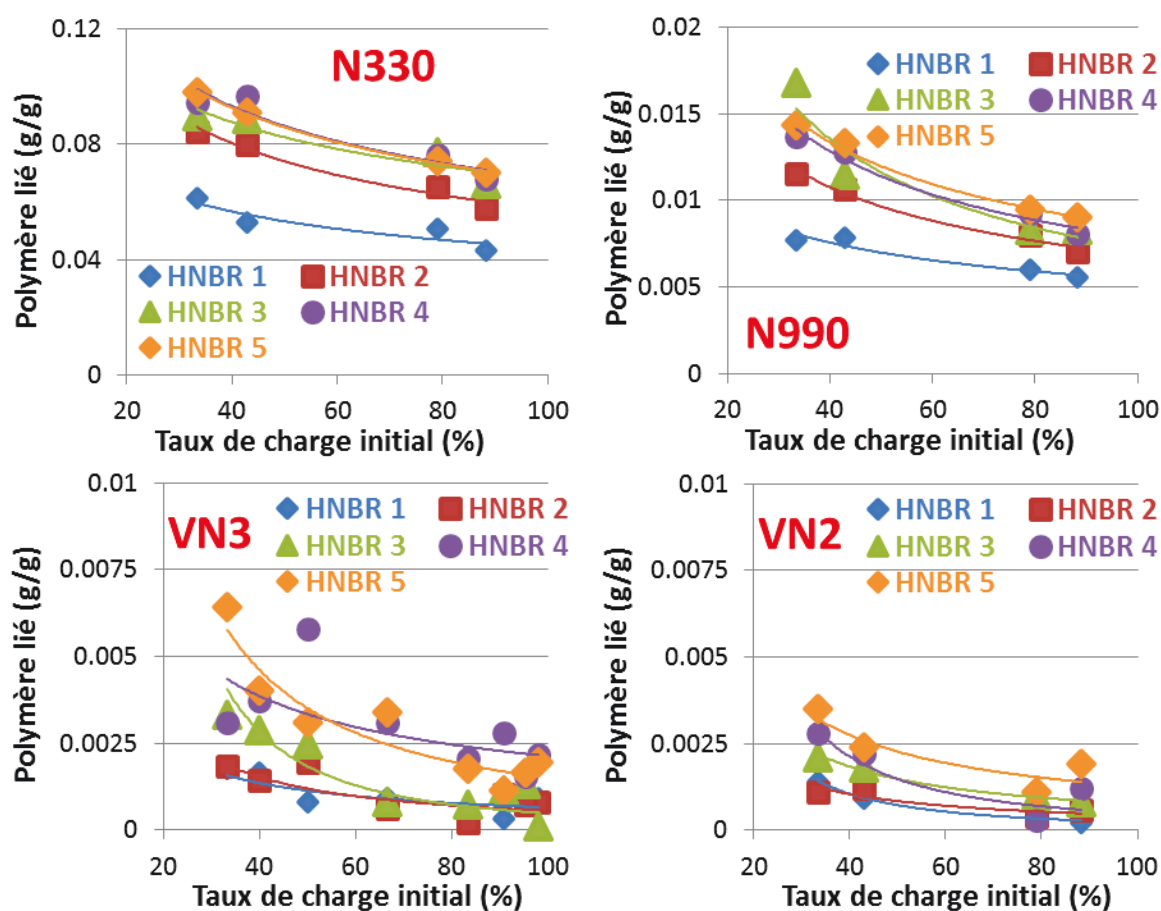 0.12
0.08
0.04
0
Polymère lié (g/g)
N330
HNBR 1 HNBR 2
HNBR 3 HNBR 4
HNBR 5
20 40 60 80 100
Taux de charge initial (%)
0.02
0.015
0.01
0.005
0
Polymère lié (g/g)
HNBR 1 HNBR 2
HNBR 3 HNBR 4
HNBR 5
N990
20 40 60 80 100
Taux de charge initial (%)
0.01
0.0075
0.005
0.0025
0
Polymère lié (g/g)
VN3
HNBR 1 HNBR 2
HNBR 3 HNBR 4
HNBR 5
20 40 60 80 100
Taux de charge initial (%)
0.01
0.0075
0.005
0.0025
0
Polymère lié (g/g)
VN2
HNBR 1 HNBR 2
HNBR 3 HNBR 4
HNBR 5
20 40 60 80 100
Taux de charge initial (%)